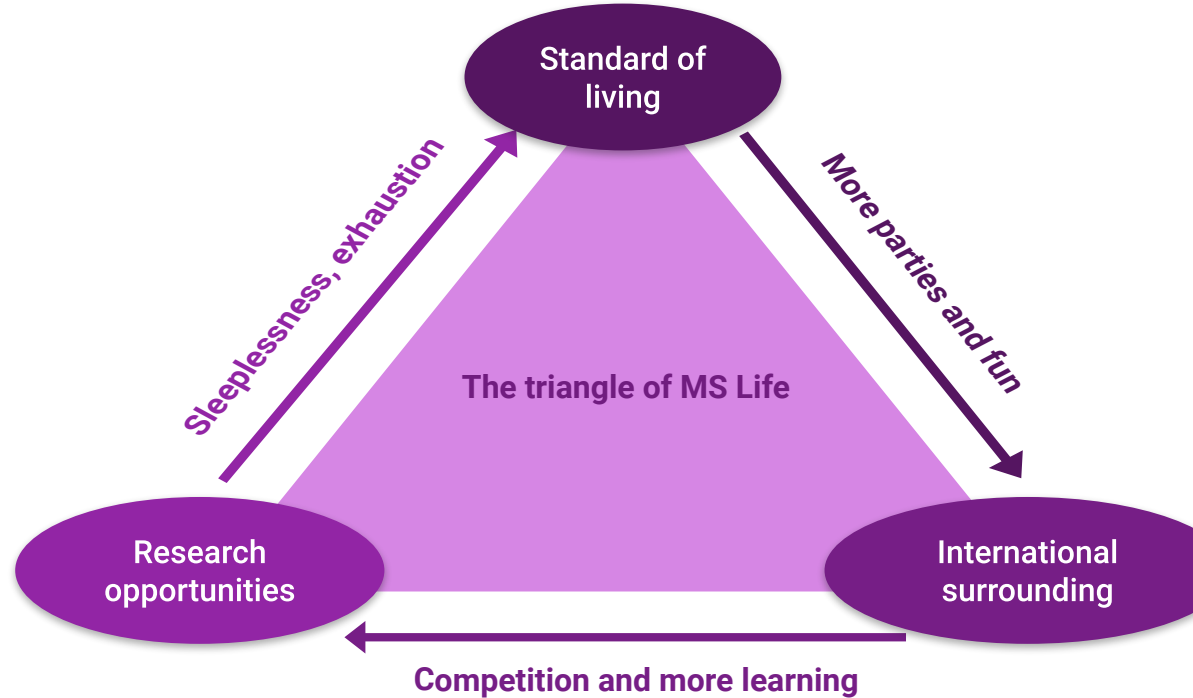 Standard of
living
Sleeplessness, exhaustion
More parties and fun
The triangle of MS Life
Research
opportunities
International
surrounding
Competition and more learning